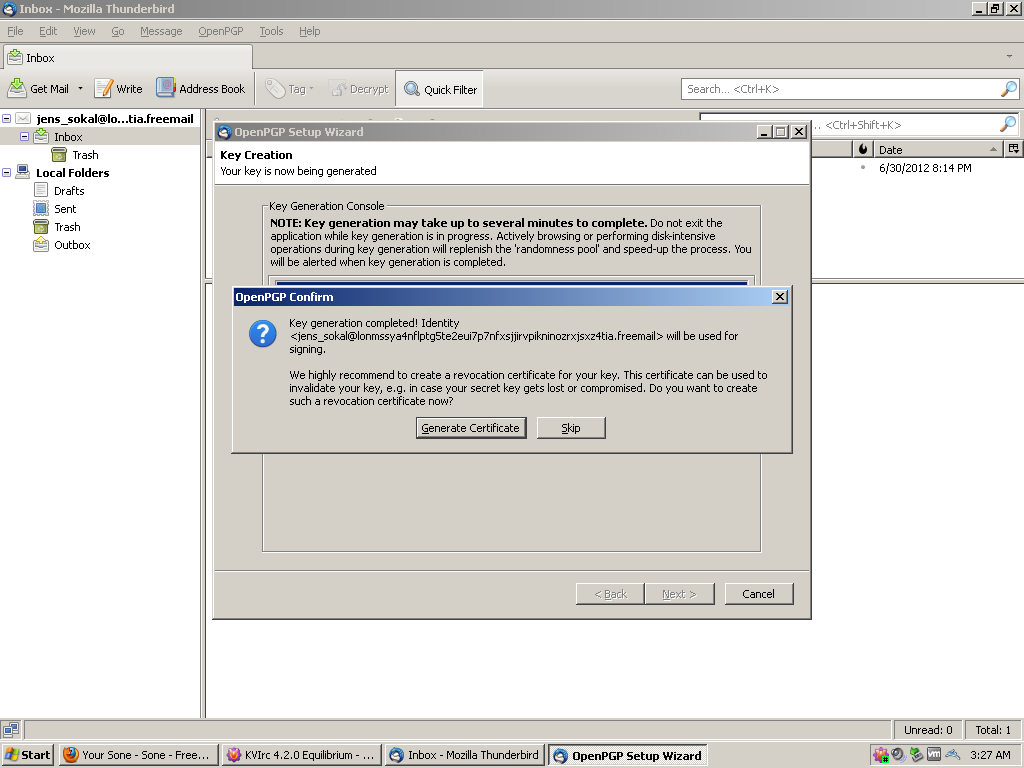 Inbox - Mozilla Thunderbird
File Edit View Go Message OpenPGP Tools Help
Inbox
Get Mail Write Address Book Tag Decrypt Quick Filter Search... <Ctrl+K>
jens_sokal@lo...tia.freemail
Inbox
Trash
Local Folders
Drafts
Sent
Trash
Outbox
.. <Ctrl+Shift+K>
Date
6/30/2012 8:14 PM
OpenPGP Setup Wizard
Key Creation
Your key is now being generated
Key Generation Console
NOTE: Key generation may take up to several minutes to complete. Do not exit the
application while key generation is in progress. Actively browsing or performing disk-intensive
operations during key generation will replenish the 'randomness pool' and speed-up the process. You
will be alerted when key generation is completed.
OpenPGP Confirm
Key generation completed! Identity
<jens_sokal@lonmssya4nflptg5te2eui7p7nfxsjjirvpikninozrxjsxz4tia.freemail> will be used for
signing.
We highly recommend to create a revocation certificate for your key. This certificate can be used to
invalidate your key, e.g. in case your secret key gets lost or compromised. Do you want to create
such a revocation certificate now?
Generate Certificate Skip
< Back Next > Cancel
Unread: 0 Total: 1
Start Your Sone - Sone - Free... KVIrc 4.2.0 Equilibrium - ... Inbox - Mozilla Thunderbird OpenPGP Setup Wizard 3:27 AM